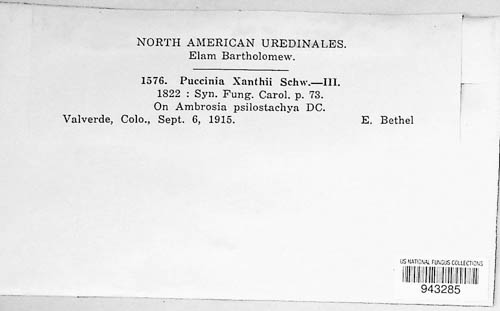 NORTH AMERICAN UREDINALES.
Elam Bartholomew.
1576. Puccinia Xanthii Schw.—III.
1822 : Syn. Fung. Carol. p. 73.
On Ambrosia psilostachya DC.
Valverde, Colo., Sept. 6, 1915. E. Bethel
US NATIONAL FUNGUS COLLECTIONS
943285